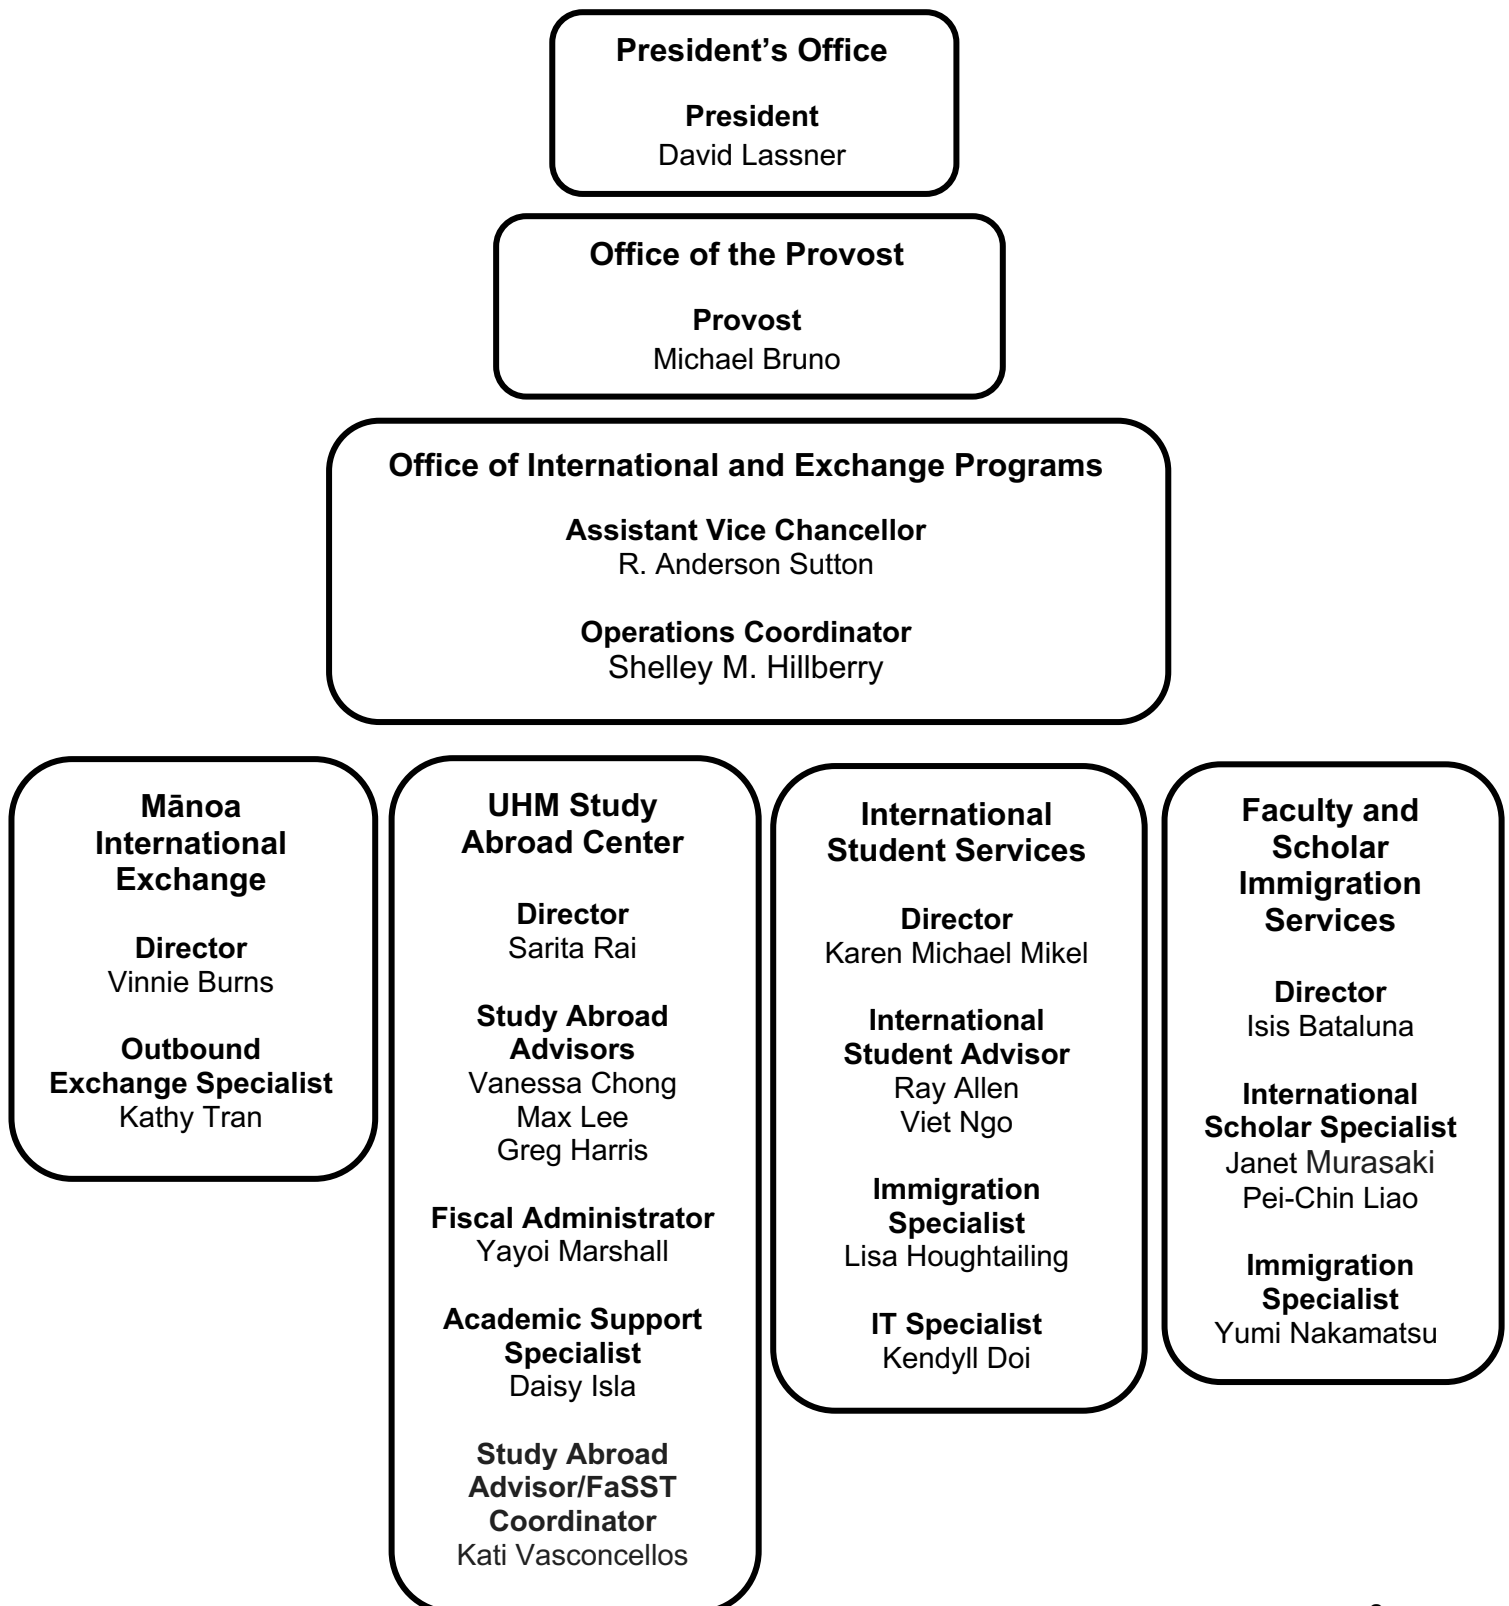 President’s Office
President
David Lassner
Office of the Provost
Provost
Michael Bruno
Office of International and Exchange Programs
Assistant Vice Chancellor
R. Anderson Sutton
Operations Coordinator
Shelley M. Hillberry
Mānoa
International
Exchange
Director
Vinnie Burns
Outbound
Exchange Specialist
Kathy Tran
UHM Study
Abroad Center
Director
Sarita Rai
Study Abroad
Advisors
Vanessa Chong
Max Lee
Greg Harris
Fiscal Administrator
Yayoi Marshall
Academic Support
Specialist
Daisy Isla
Study Abroad
Advisor/FaSST
Coordinator
Kati Vasconcellos
International
Student Services
Director
Karen Michael Mikel
International
Student Advisor
Ray Allen
Viet Ngo
Immigration
Specialist
Lisa Houghtailing
IT Specialist
Kendyll Doi
Faculty and
Scholar
Immigration
Services
Director
Isis Bataluna
International
Scholar Specialist
Janet Murasaki
Pei-Chin Liao
Immigration
Specialist
Yumi Nakamatsu